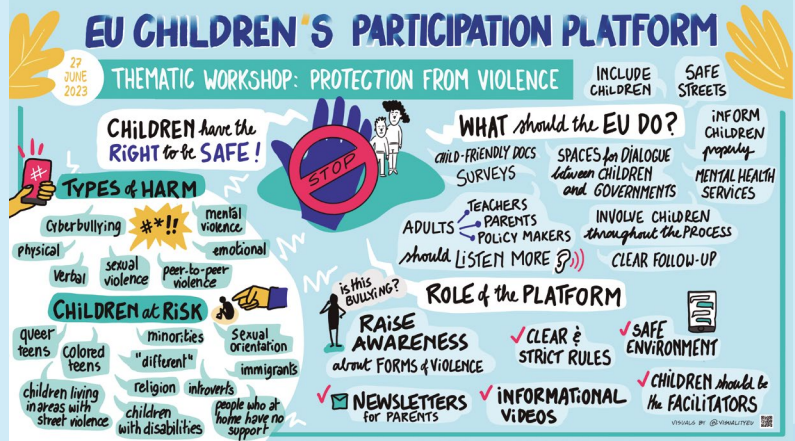 EU CHILDREN'S PARTICIPATION PLATFORM
27
JUNE
2023
THEMATIC WORKSHOP: PROTECTION FROM VIOLENCE
CHILDREN have the
RIGHT to be SAFE!
STOP
#
TYPES of HARM
Cyberbullying
#*!!
mental
violence
physical
emotional
Verbal
sexual
violence
peer-to-peer
violence
CHILDREN at RISK
queer
teens
Colored
teens
minorities
"different"
Sexual
orientation
immigrants
children living
in areas with
street violence
religion
introverts
children
with disabilities
people who at
home have no
support
INCLUDE
CHILDREN
SAFE
STREETS
WHAT should the EU DO?
INFORM
CHILDREN
properly
CHILD-FRIENDLY DOCS
SURVEYS
SPACES for DIALOGUE
between CHILDREN
and GOVERNMENTS
MENTAL HEALTH
SERVICES
ADULTS
TEACHERS
PARENTS
POLICY MAKERS
should LISTEN MORE
INVOLVE CHILDREN
throughout the PROCESS
CLEAR FOLLOW-UP
is this
BULLYING?
ROLE of the PLATFORM
RAISE
AWARENESS
about FORMS of VIOLENCE
CLEAR &
STRICT RULES
SAFE
ENVIRONMENT
NEWSLETTERS
for PARENTS
INFORMATIONAL
VIDEOS
CHILDREN should be
the FACILITATORS
VISUALS BY @VISUALITYEU